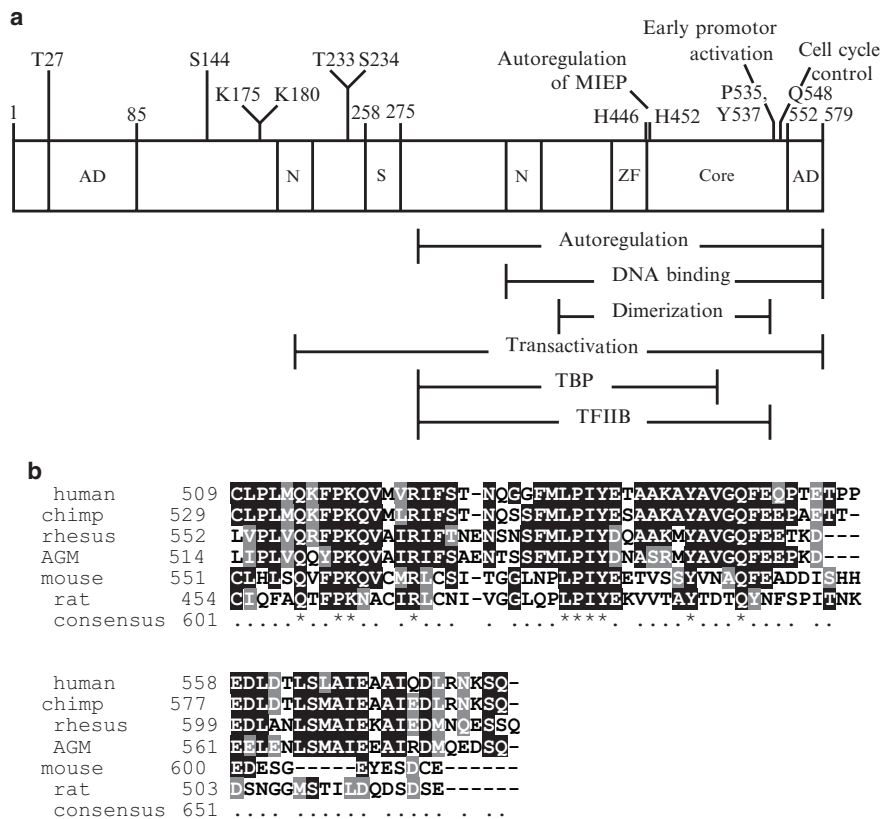 a
Early promotor
activation
Cell cycle
control
T27
S144
T233 S234
Autoregulation
of MIEP
K175
K180
P535,
Q548
1
85
258
275
H446
H452
Y537
552
579
AD
N
S
N
ZF
Core
AD
Autoregulation
DNA binding
Dimerization
Transactivation
TBP
TFIIB
b
human 509 CLPLMQKFPKQVMVRIFST-NQGGFMLPIYETAAKAYAVGQFEQPTETPP
chimp 529 CLPLMQKFPKQVMLRIFST-NQSSFMLPIYESAAKAYAVGQFEEPAETT-
rhesus 552 LVPLVQRFPKQVAIRIFTNENSNSFMLPIYDQAAKMYAVGQFEETKD---
AGM 514 LIPLVQQYPKQVAIRIFSAENTSSFMLPIYDNASRMYAVGQFEEPKD---
mouse 551 CLHLSQVFPKQVCMRLCSI-TGGLNPLPIYEETVSSYVNAQFEADDISHH
rat 454 CIQFAQTFPKNACIRLCNI-VGGLQPLPIYEKVVTAYTDTQYNFSPITNK
consensus 601 .....*..**....*..........****......*...*.... .. ..
human 558 EDLDTLSLAIEAAIQDLRNKSQ-
chimp 577 EDLDTLSMAIEAAIEDLRNKSQ-
rhesus 599 EDLANLSMAIEKAIEDMNQESSQ
AGM 561 EELENLSMAIEEAIRDMQEDSQ-
mouse 600 EDESG-----EYESDCE------
rat 503 DSNGGMSTILDQDSDSE------
consensus 651 .... .. ... ..... .. ..